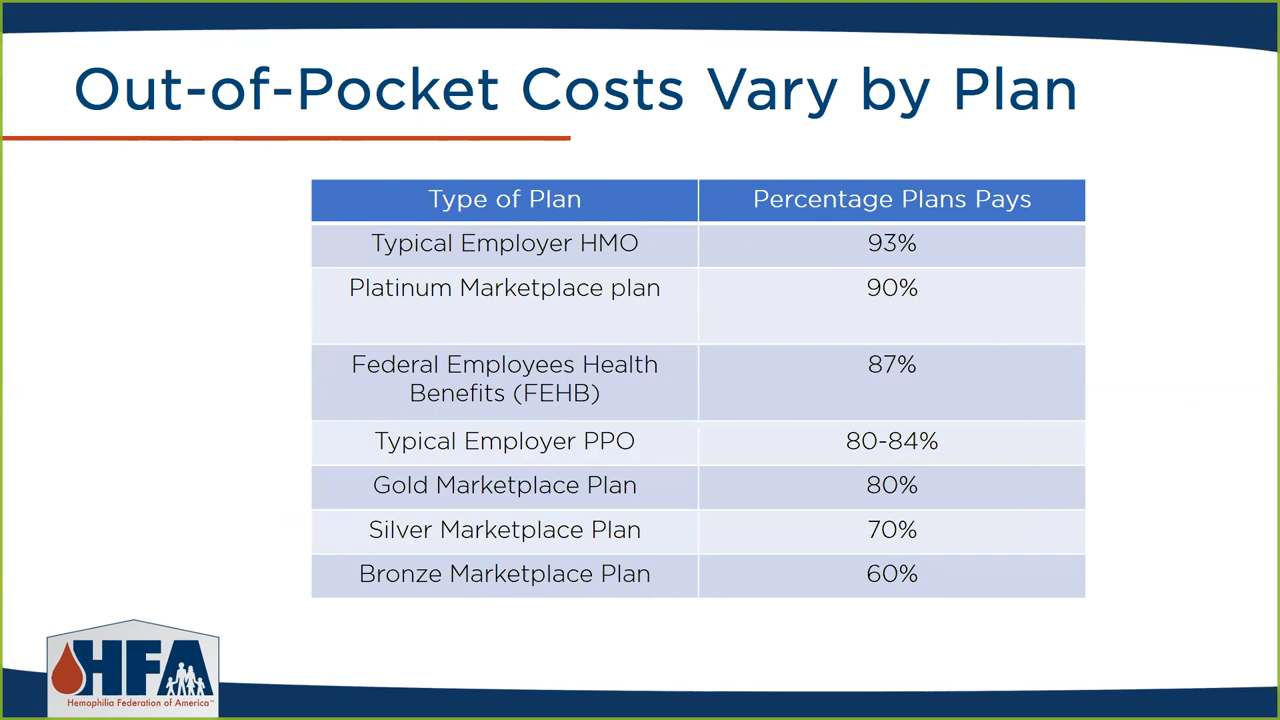 Out-of-Pocket Costs Vary by Plan
Type of Plan Percentage Plans Pays
Typical Employer HMO 93%
Platinum Marketplace plan 90%
Federal Employees Health 87%
Benefits (FEHB)
Typical Employer PPO 80-84%
Gold Marketplace Plan 80%
Silver Marketplace Plan 70%
Bronze Marketplace Plan 60%
HFA
Hemophilia Federation of America™